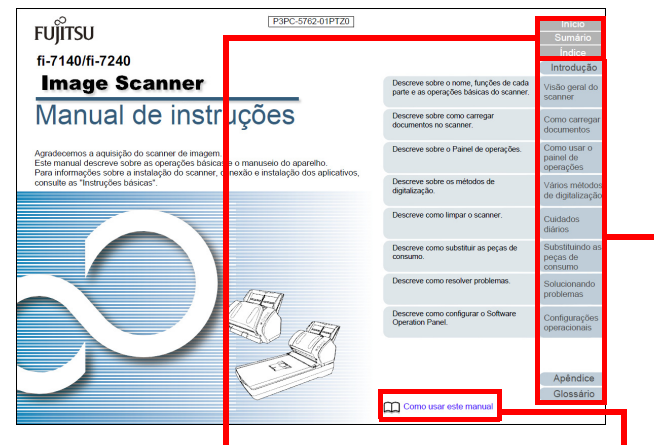 P3PC-5762-01PTZ0
FUJITSU
fi-7140/fi-7240
Image Scanner
Manual de instruções
Agradecemos a aquisição do scanner de imagem.
Este manual descreve sobre as operações básicas e o manuseio do aparelho.
Para informações sobre a instalação do scanner, conexão e instalação dos aplicativos,
consulte as "Instruções básicas".
Início
Sumário
Índice
Introdução
Descreve sobre o nome, funções de cada
parte e as operações básicas do scanner.
Visão geral do
scanner
Descreve sobre como carregar
documentos no scanner.
Como carregar
documentos
Descreve sobre o Painel de operações.
Como usar o
painel de
operações
Descreve sobre os métodos de
digitalização.
Vários métodos
de digitalização
Descreve como limpar o scanner.
Cuidados
diários
Descreve como substituir as peças de
consumo.
Substituindo as
peças de
consumo
Descreve como resolver problemas.
Solucionando
problemas
Descreve como configurar o Software
Operation Panel.
Configurações
operacionais
Apêndice
Glossário
Como usar este manual